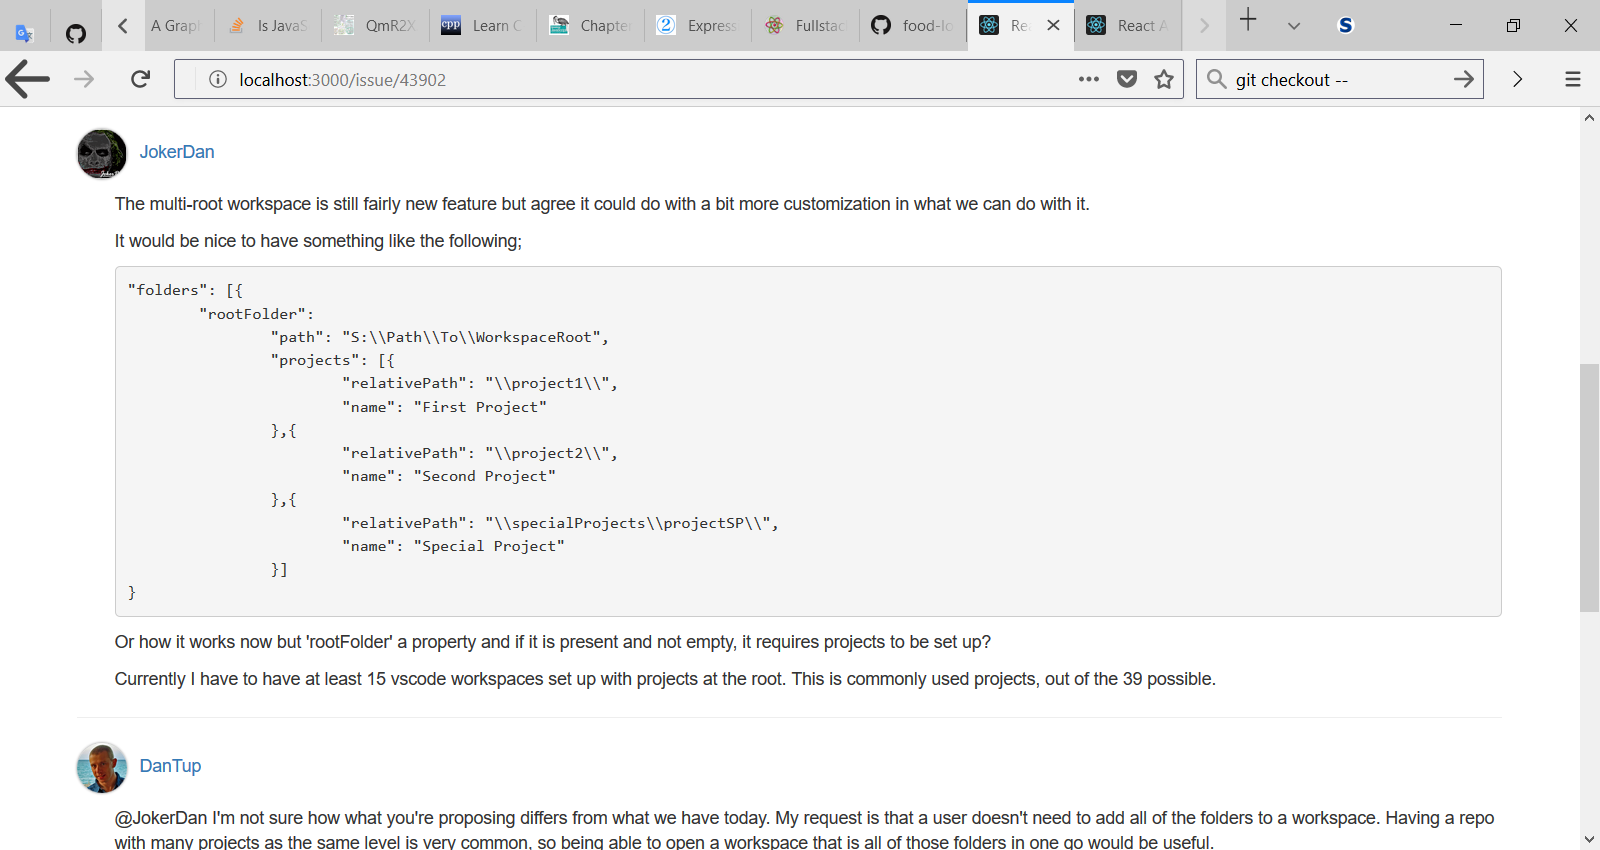 A Grap
Is JavaS
QmR2X
cpp
Learn C
Chapte
2
Express
Fullstac
food-lo
Re
React A
S
localhost:3000/issue/43902
git checkout --
JokerDan
The multi-root workspace is still fairly new feature but agree it could do with a bit more customization in what we can do with it.
It would be nice to have something like the following;
"folders": [{
"rootFolder":
"path": "S:\\Path\\To\\WorkspaceRoot",
"projects": [{
"relativePath": "\\project1\\",
"name": "First Project"
},{
"relativePath": "\\project2\\",
"name": "Second Project"
},{
"relativePath": "\\specialProjects\\projectSP\\",
"name": "Special Project"
}]
}
Or how it works now but 'rootFolder' a property and if it is present and not empty, it requires projects to be set up?
Currently I have to have at least 15 vscode workspaces set up with projects at the root. This is commonly used projects, out of the 39 possible.
DanTup
@JokerDan I'm not sure how what you're proposing differs from what we have today. My request is that a user doesn't need to add all of the folders to a workspace. Having a repo
with many projects as the same level is very common, so being able to open a workspace that is all of those folders in one go would be useful.